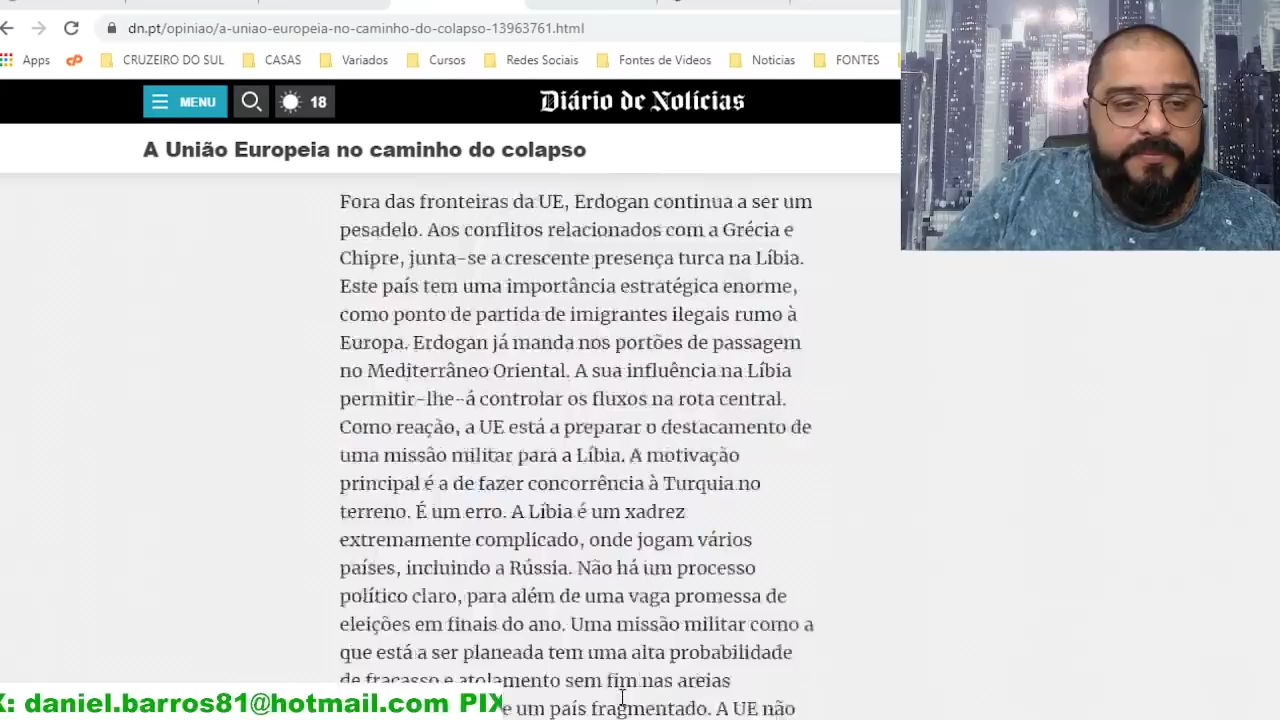 dn.pt/opiniao/a-uniao-europeia-no-caminho-do-colapso-13963761.html
Apps CRUZEIRO DO SUL CASAS Variados Cursos Redes Sociais Fontes de Vídeos Noticias FONTES
MENU 18 Diário de Notícias
A União Europeia no caminho do colapso
Fora das fronteiras da UE, Erdogan continua a ser um
pesadelo. Aos conflitos relacionados com a Grécia e
Chipre, junta-se a crescente presença turca na Líbia.
Este país tem uma importância estratégica enorme,
como ponto de partida de imigrantes ilegais rumo à
Europa. Erdogan já manda nos portões de passagem
no Mediterrâneo Oriental. A sua influência na Líbia
permitir-lhe-á controlar os fluxos na rota central.
Como reação, a UE está a preparar o destacamento de
uma missão militar para a Líbia. A motivação
principal é a de fazer concorrência à Turquia no
terreno. É um erro. A Líbia é um xadrez
extremamente complicado, onde jogam vários
países, incluindo a Rússia. Não há um processo
político claro, para além de uma vaga promessa de
eleições em finais do ano. Uma missão militar como a
que está a ser planeada tem uma alta probabilidade
de fracasso e atolamento sem fim nas areias
e um país fragmentado. A UE não
X: daniel.barros81@hotmail.com PIX